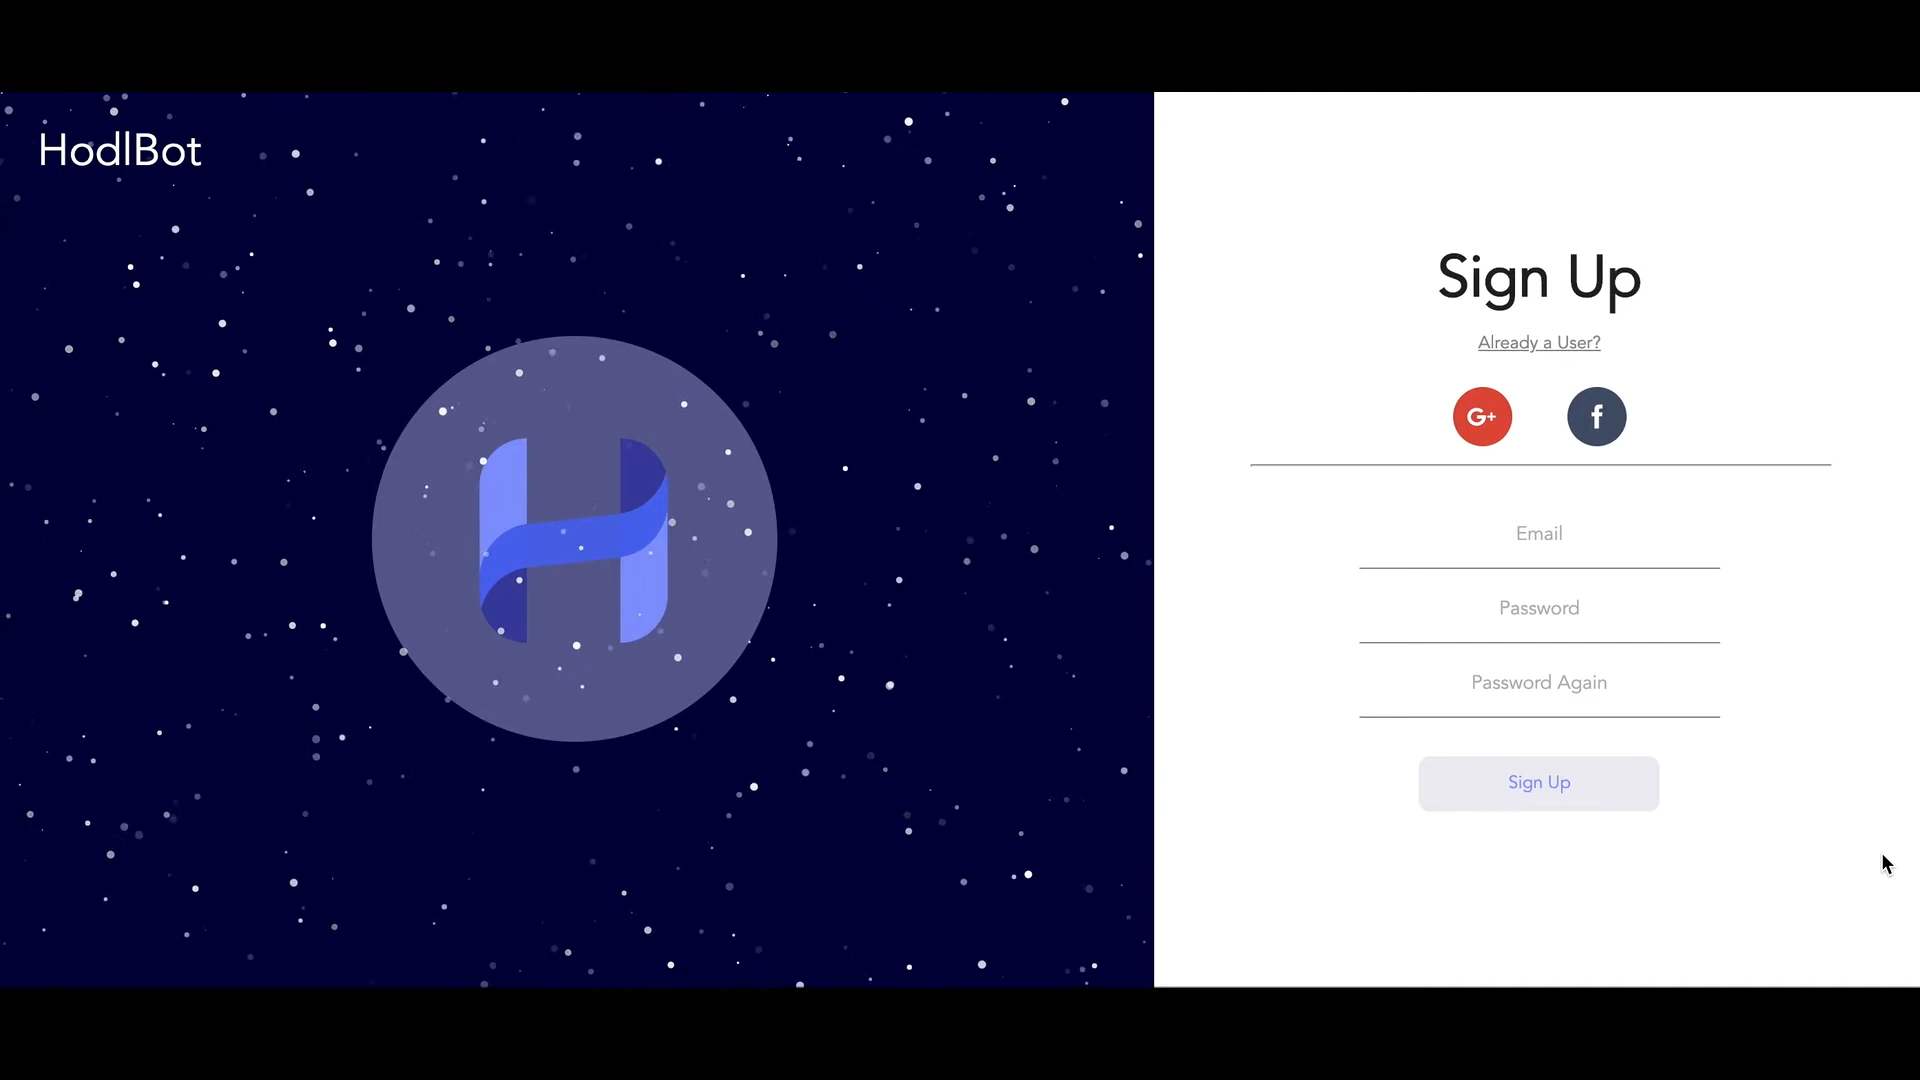 HodlBot
Sign Up
Already a User?
G+ f
Email
Password
Password Again
Sign Up